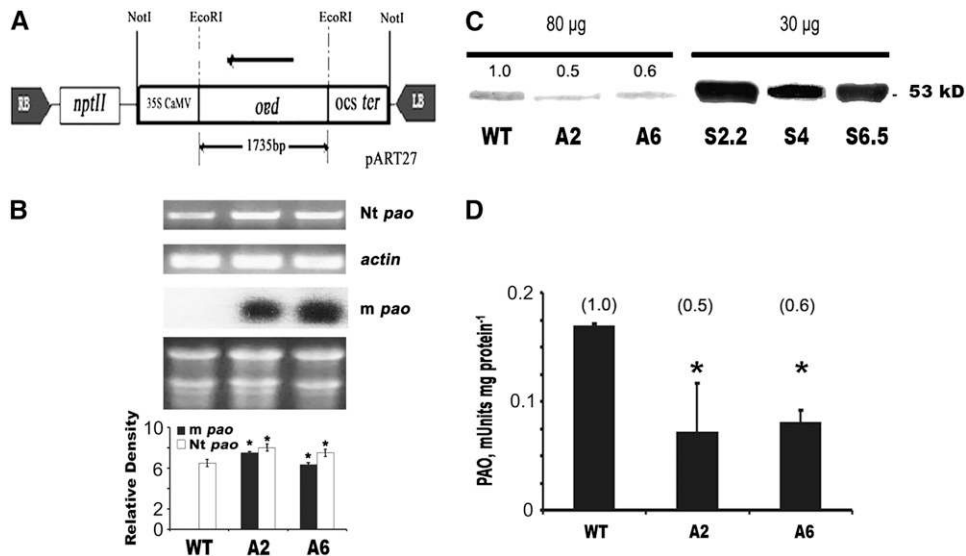 A
NotI
EcoRI
EcoRI
NotI
RB
nptII
35S CaMV
pao
ocs ter
LB
1735bp
pART27
B
Nt pao
actin
m pao
Relative Density
10
8
6
2
0
m pao
Nt pao
* * * *
WT A2 A6
C
80 µg 30 µg
1.0 0.5 0.6
- 53 kD
WT A2 A6 S2.2 S4 S6.5
D
PAO, mUnits mg protein-1
0.2
0.1
0
(1.0) (0.5) (0.6)
* *
WT A2 A6